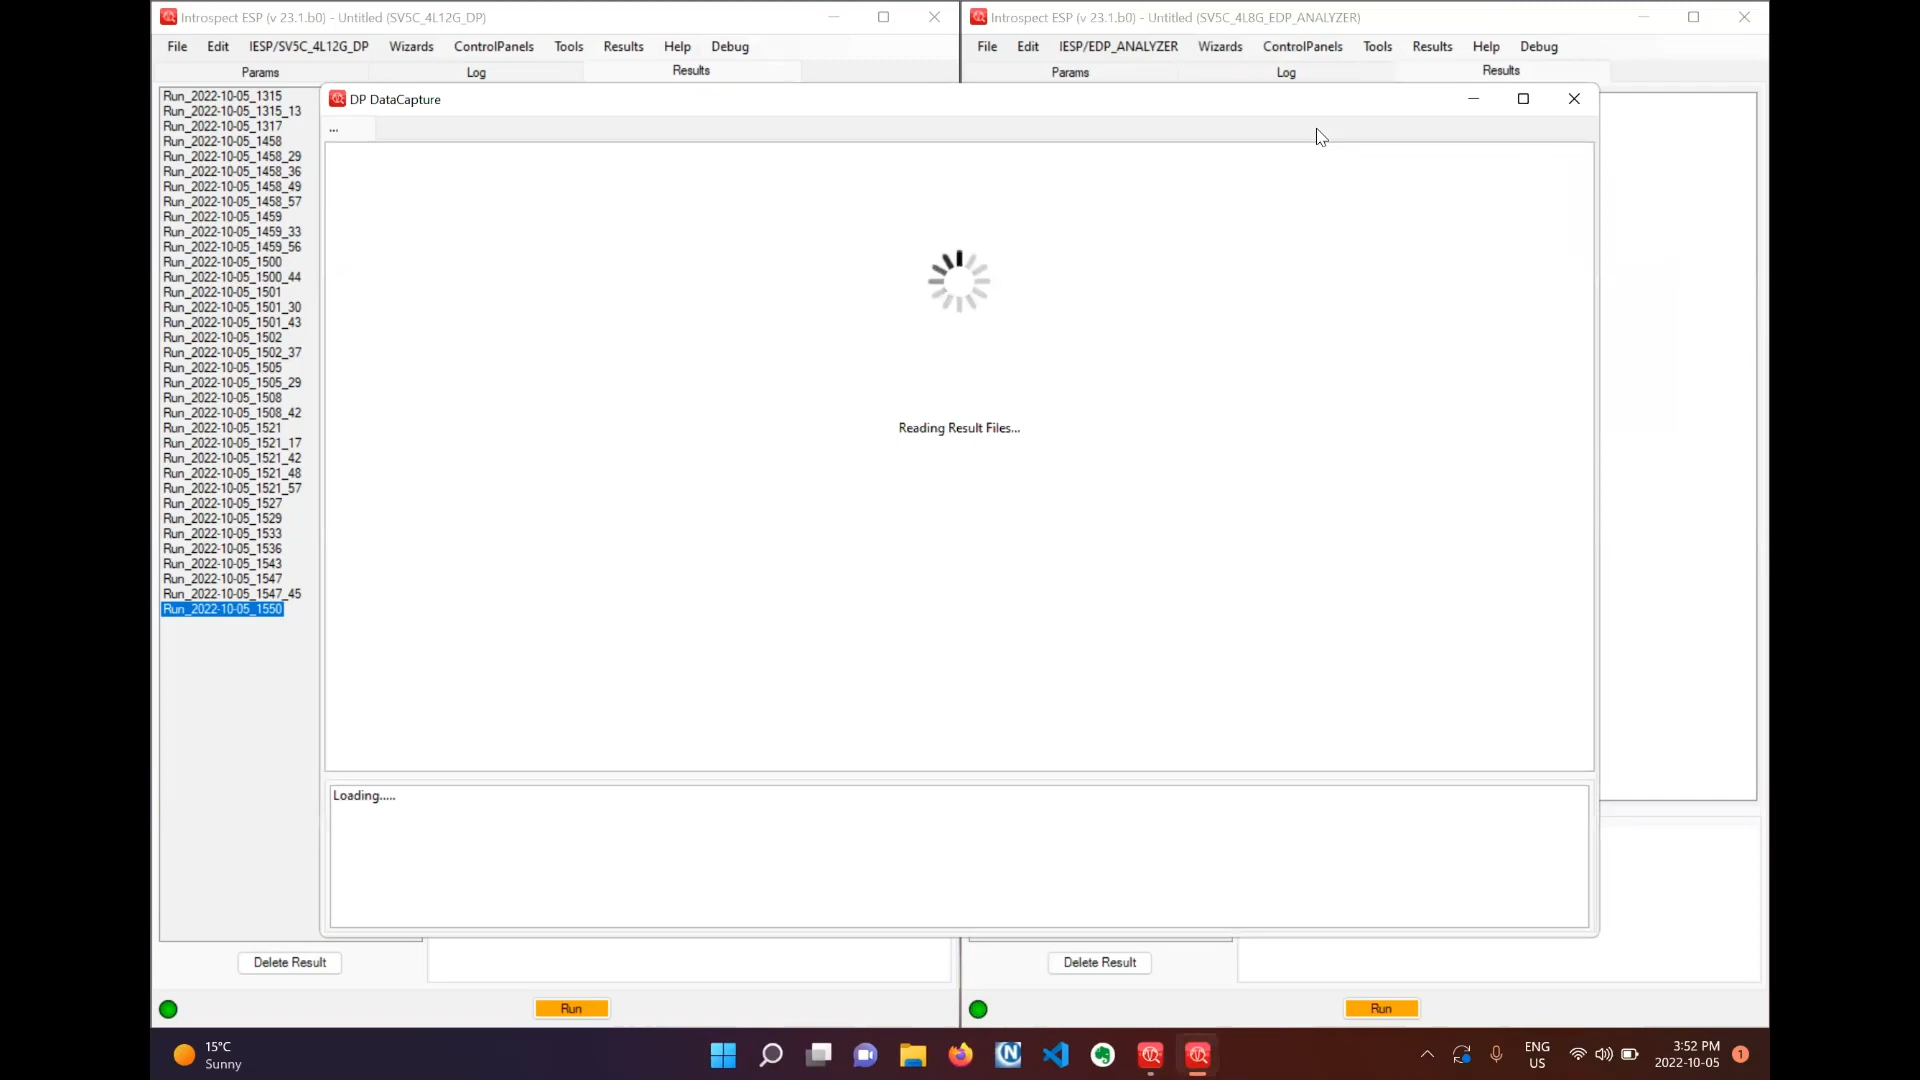 Introspect ESP (v 23.1.b0) - Untitled (SV5C_4L12G_DP)
File Edit IESP/SV5C_4L12G_DP Wizards ControlPanels Tools Results Help Debug
Params Log Results
Introspect ESP (v 23.1.b0) - Untitled (SV5C_4L8G_EDP_ANALYZER)
File Edit IESP/EDP_ANALYZER Wizards ControlPanels Tools Results Help Debug
Params Log Results
Run_2022-10-05_1315
Run_2022-10-05_1315_13
Run_2022-10-05_1317
Run_2022-10-05_1458
Run_2022-10-05_1458_29
Run_2022-10-05_1458_36
Run_2022-10-05_1458_49
Run_2022-10-05_1458_57
Run_2022-10-05_1459
Run_2022-10-05_1459_33
Run_2022-10-05_1459_56
Run_2022-10-05_1500
Run_2022-10-05_1500_44
Run_2022-10-05_1501
Run_2022-10-05_1501_30
Run_2022-10-05_1501_43
Run_2022-10-05_1502
Run_2022-10-05_1502_37
Run_2022-10-05_1505
Run_2022-10-05_1505_29
Run_2022-10-05_1508
Run_2022-10-05_1508_42
Run_2022-10-05_1521
Run_2022-10-05_1521_17
Run_2022-10-05_1521_42
Run_2022-10-05_1521_48
Run_2022-10-05_1521_57
Run_2022-10-05_1527
Run_2022-10-05_1529
Run_2022-10-05_1533
Run_2022-10-05_1536
Run_2022-10-05_1543
Run_2022-10-05_1547
Run_2022-10-05_1547_45
Run_2022-10-05_1550
DP DataCapture
...
Reading Result Files...
Loading.....
Delete Result
Delete Result
Run
Run
15°C
Sunny
ENG
US
3:52 PM
2022-10-05
1